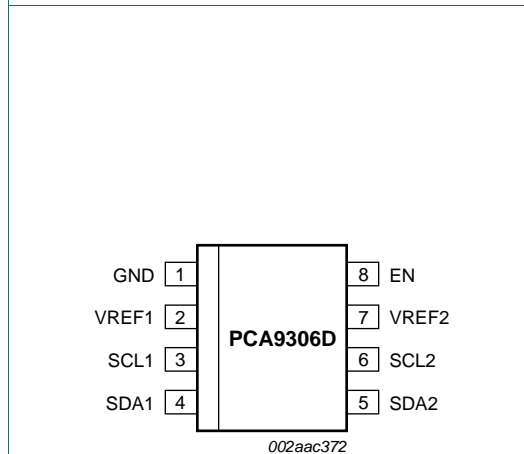 GND 1 8 EN
VREF1 2 7 VREF2
PCA9306D
SCL1 3 6 SCL2
SDA1 4 5 SDA2
002aac372